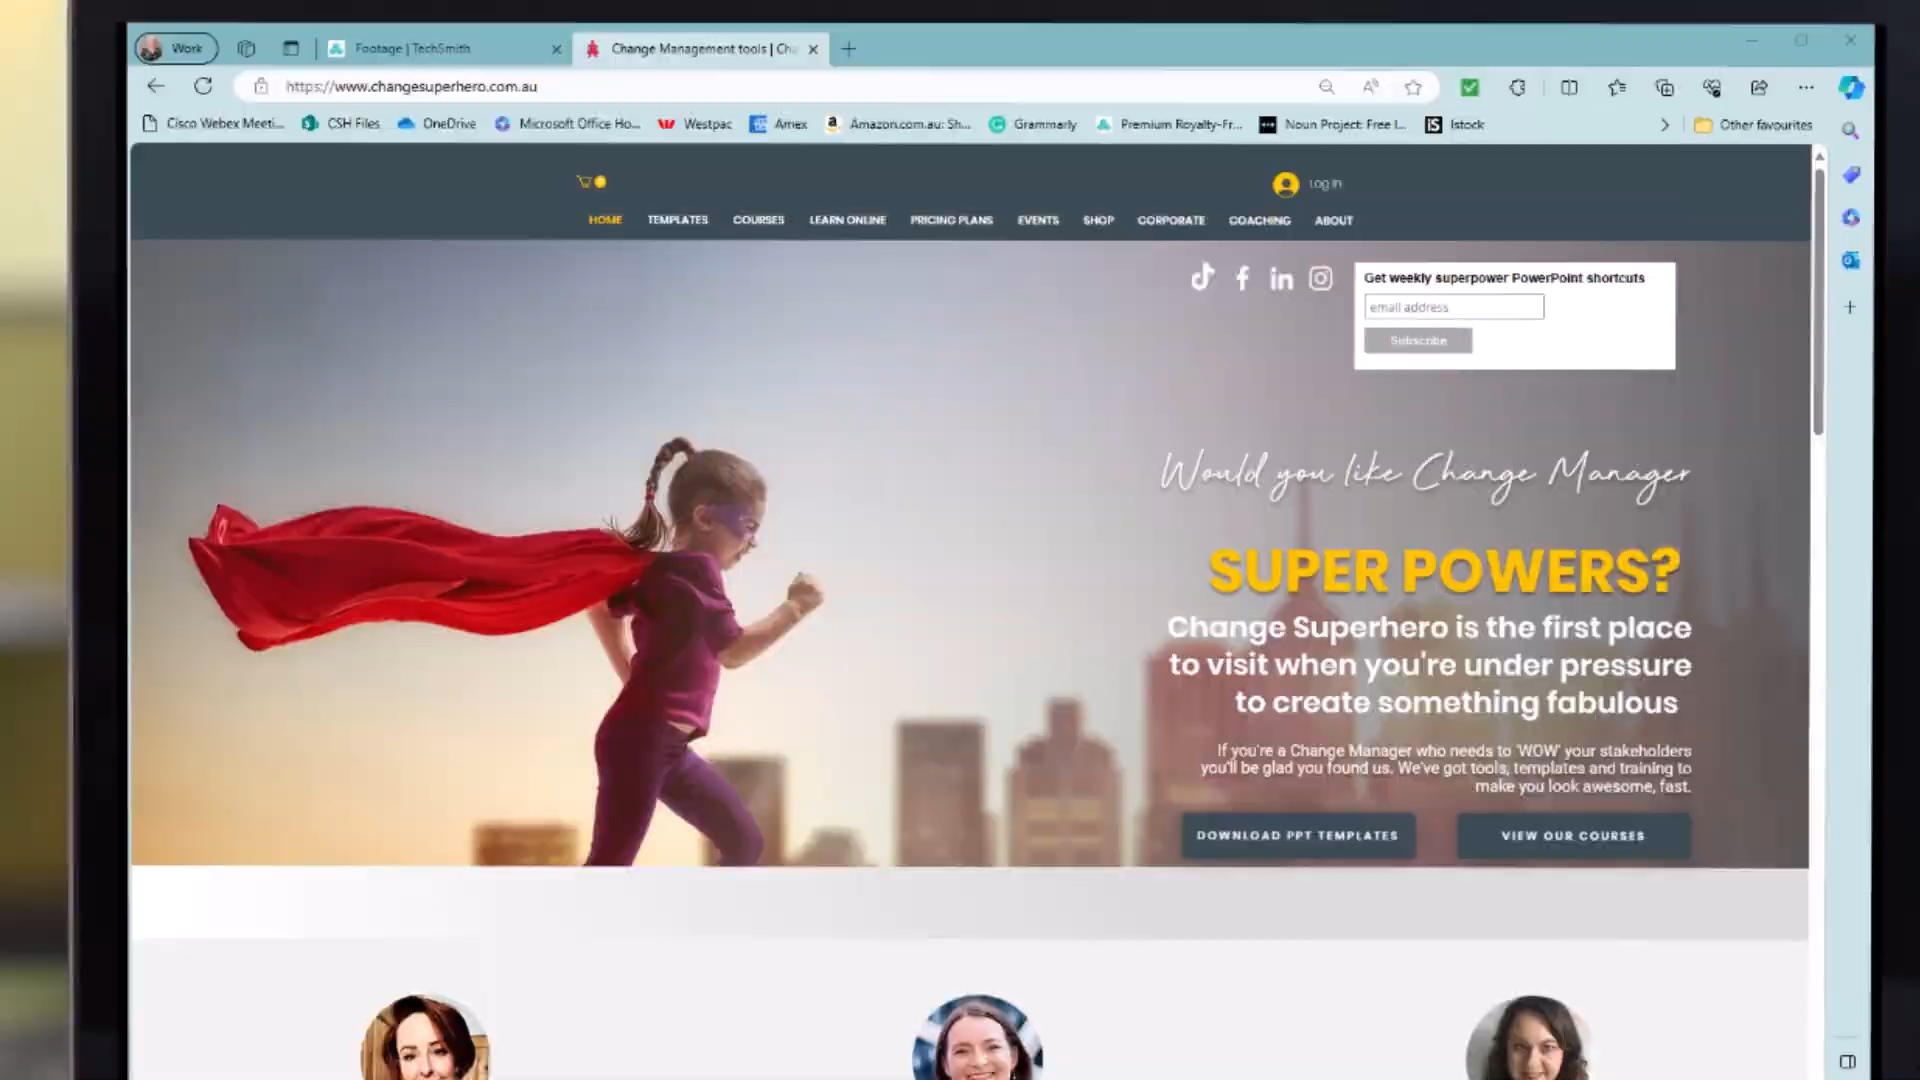 Work
Footage | TechSmith
Change Management tools | Cha
https://www.changesuperhero.com.au
Cisco Webex Meeti...
CSH Files
OneDrive
Microsoft Office Ho...
Westpac
Amex
Amazon.com.au: Sh...
Grammarly
Premium Royalty-Fr...
Noun Project: Free I...
Istock
Other favourites
Log In
HOME
TEMPLATES
COURSES
LEARN ONLINE
PRICING PLANS
EVENTS
SHOP
CORPORATE
COACHING
ABOUT
Get weekly superpower PowerPoint shortcuts
email address
Subscribe
Would you like Change Manager
SUPER POWERS?
Change Superhero is the first place
to visit when you're under pressure
to create something fabulous
If you're a Change Manager who needs to 'WOW' your stakeholders
you'll be glad you found us. We've got tools, templates and training to
make you look awesome, fast.
DOWNLOAD PPT TEMPLATES
VIEW OUR COURSES